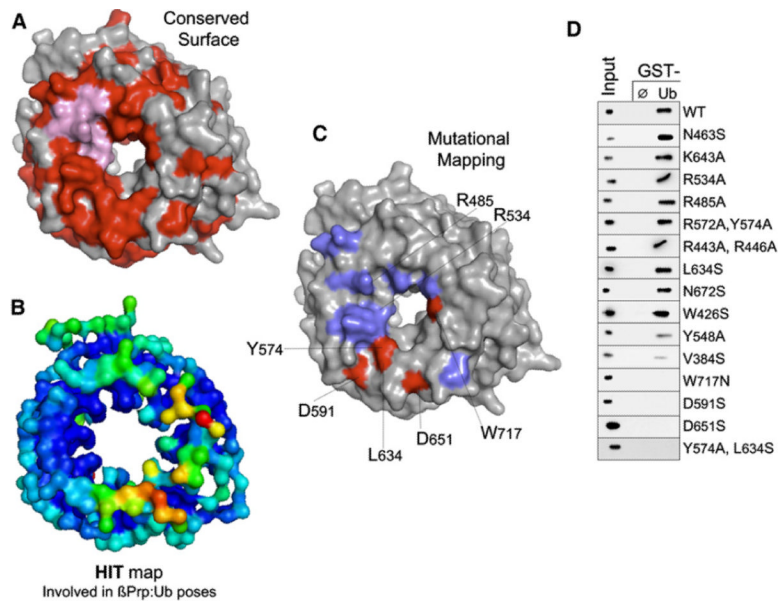 A
Conserved
Surface
B
HIT map
Involved in ßPrp:Ub poses
C
Mutational
Mapping
R485
R534
Y574
D591
L634
D651
W717
D
Input
GST-
Ø Ub
WT
N463S
K643A
R534A
R485A
R572A,Y574A
R443A, R446A
L634S
N672S
W426S
Y548A
V384S
W717N
D591S
D651S
Y574A, L634S